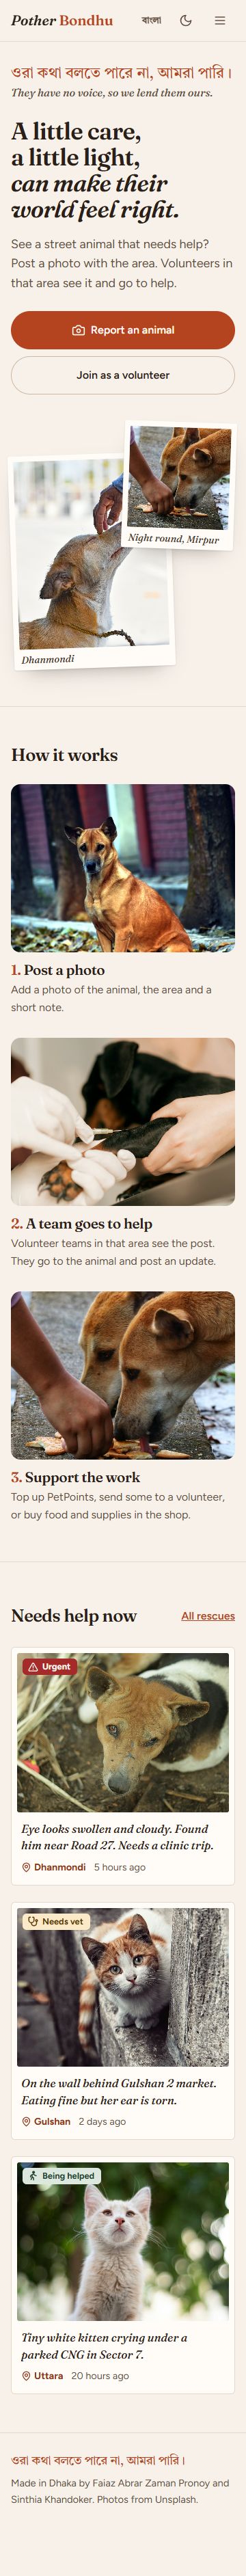 Pother Bondhu বাংলা
ওরা কথা বলতে পারে না, আমরা পারি।
They have no voice, so we lend them ours.
A little care,
a little light,
can make their
world feel right.
See a street animal that needs help?
Post a photo with the area. Volunteers in
that area see it and go to help.
Report an animal
Join as a volunteer
Night round, Mirpur
Dhanmondi
How it works
1. Post a photo
Add a photo of the animal, the area and a
short note.
2. A team goes to help
Volunteer teams in that area see the post.
They go to the animal and post an update.
3. Support the work
Top up PetPoints, send some to a volunteer,
or buy food and supplies in the shop.
Needs help now All rescues
Urgent
Eye looks swollen and cloudy. Found
him near Road 27. Needs a clinic trip.
Dhanmondi 5 hours ago
Needs vet
On the wall behind Gulshan 2 market.
Eating fine but her ear is torn.
Gulshan 2 days ago
Being helped
Tiny white kitten crying under a
parked CNG in Sector 7.
Uttara 20 hours ago
ওরা কথা বলতে পারে না, আমরা পারি।
Made in Dhaka by Faiaz Abrar Zaman Pronoy and
Sinthia Khandoker. Photos from Unsplash.